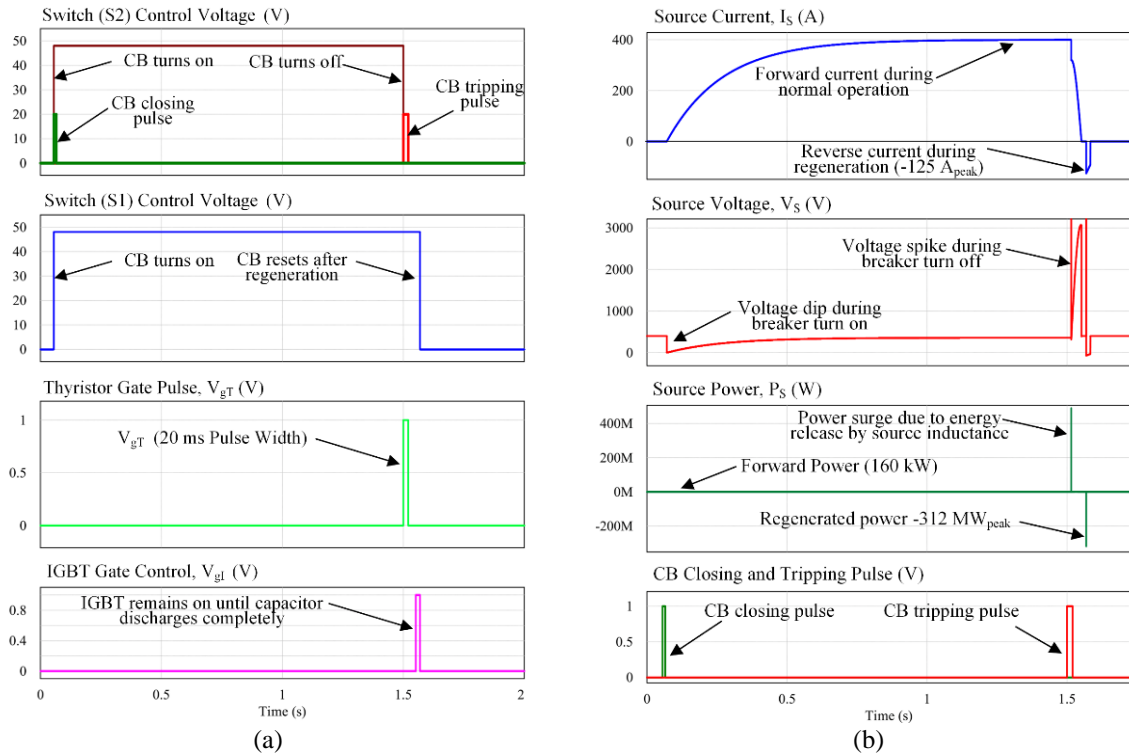 Switch (S2) Control Voltage (V)
50
40
30
20
10
0
CB turns on
CB turns off
CB closing
pulse
CB tripping
pulse
Switch (S1) Control Voltage (V)
50
40
30
20
10
0
CB turns on
CB resets after
regeneration
Thyristor Gate Pulse, VgT (V)
1
0.5
0
VgT (20 ms Pulse Width)
IGBT Gate Control, VgI (V)
0.8
0.4
0
IGBT remains on until capacitor
discharges completely
0
0.5
1
1.5
2
Time (s)
(a)
Source Current, IS (A)
400
200
0
Forward current during
normal operation
Reverse current during
regeneration (-125 Apeak)
Source Voltage, VS (V)
3000
2000
1000
0
Voltage spike during
breaker turn off
Voltage dip during
breaker turn on
Source Power, PS (W)
400M
200M
0M
-200M
Power surge due to energy
release by source inductance
Forward Power (160 kW)
Regenerated power -312 MWpeak
CB Closing and Tripping Pulse (V)
1
0.5
0
CB closing pulse
CB tripping pulse
0
0.5
1
1.5
Time (s)
(b)